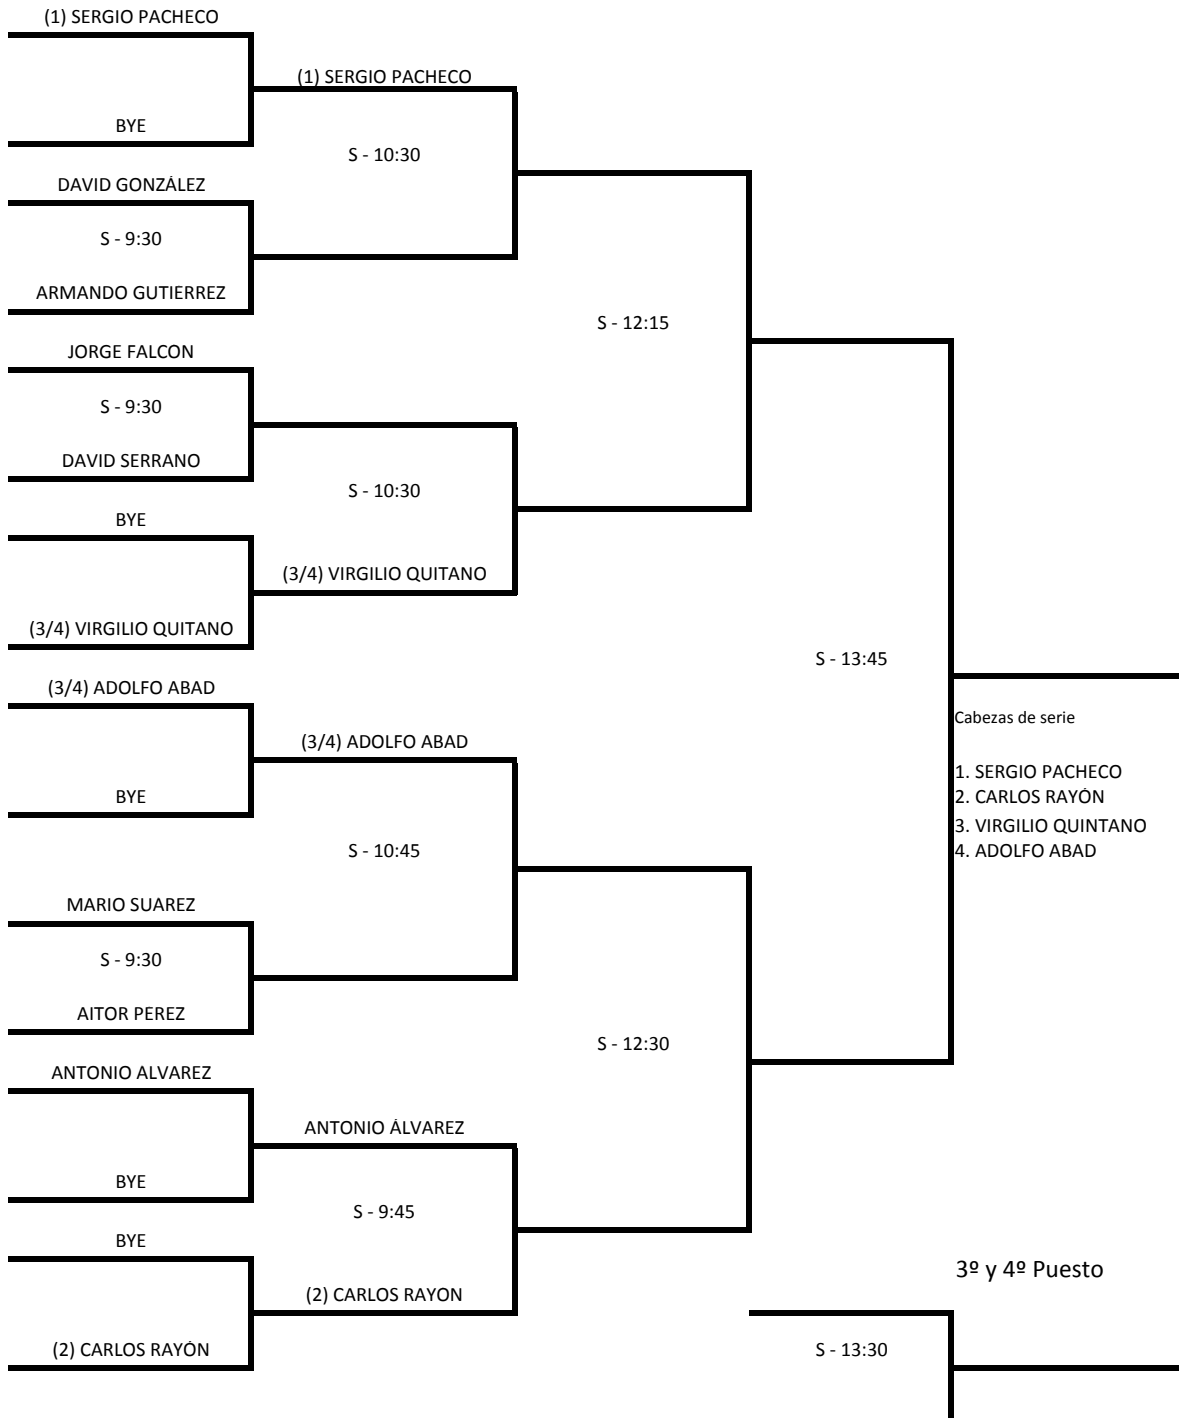 (1) SERGIO PACHECO
(1) SERGIO PACHECO
BYE
S - 10:30
DAVID GONZÁLEZ
S - 9:30
ARMANDO GUTIERREZ
S - 12:15
JORGE FALCON
S - 9:30
DAVID SERRANO
S - 10:30
BYE
(3/4) VIRGILIO QUITANO
(3/4) VIRGILIO QUITANO
S - 13:45
(3/4) ADOLFO ABAD
Cabezas de serie
(3/4) ADOLFO ABAD
1. SERGIO PACHECO
BYE
2. CARLOS RAYÓN
3. VIRGILIO QUINTANO
S - 10:45
4. ADOLFO ABAD
MARIO SUAREZ
S - 9:30
AITOR PEREZ
S - 12:30
ANTONIO ALVAREZ
ANTONIO ÁLVAREZ
BYE
S - 9:45
BYE
3º y 4º Puesto
(2) CARLOS RAYON
(2) CARLOS RAYÓN
S - 13:30